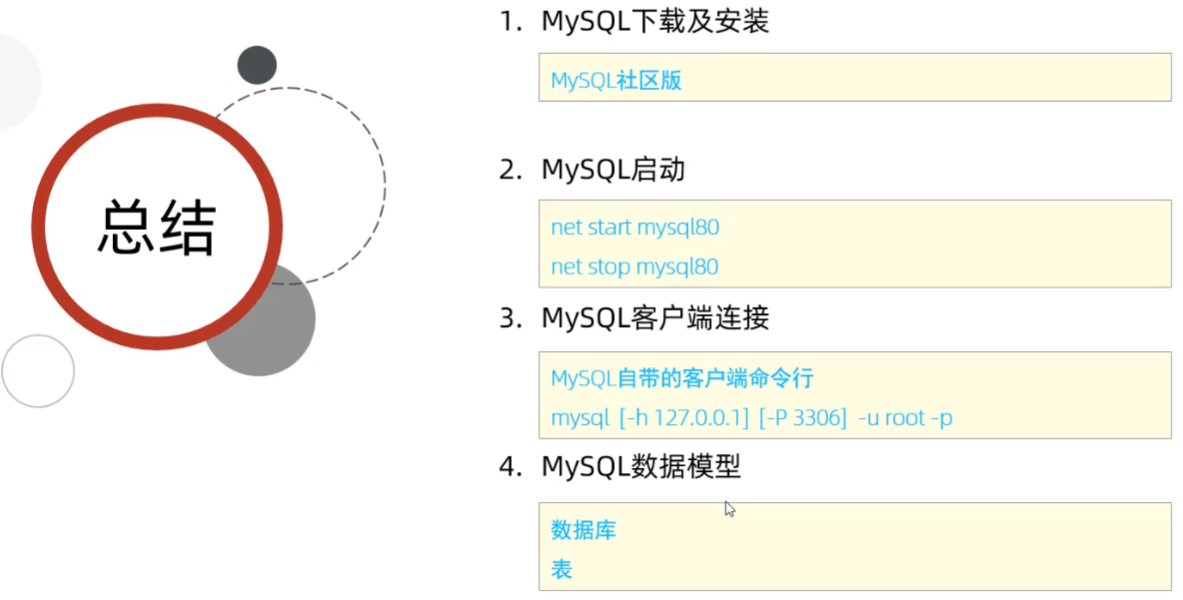 总结
1. MySQL下载及安装
MySQL社区版
2. MySQL启动
net start mysql80
net stop mysql80
3. MySQL客户端连接
MySQL自带的客户端命令行
mysql [-h 127.0.0.1] [-P 3306] -u root -p
4. MySQL数据模型
数据库
表